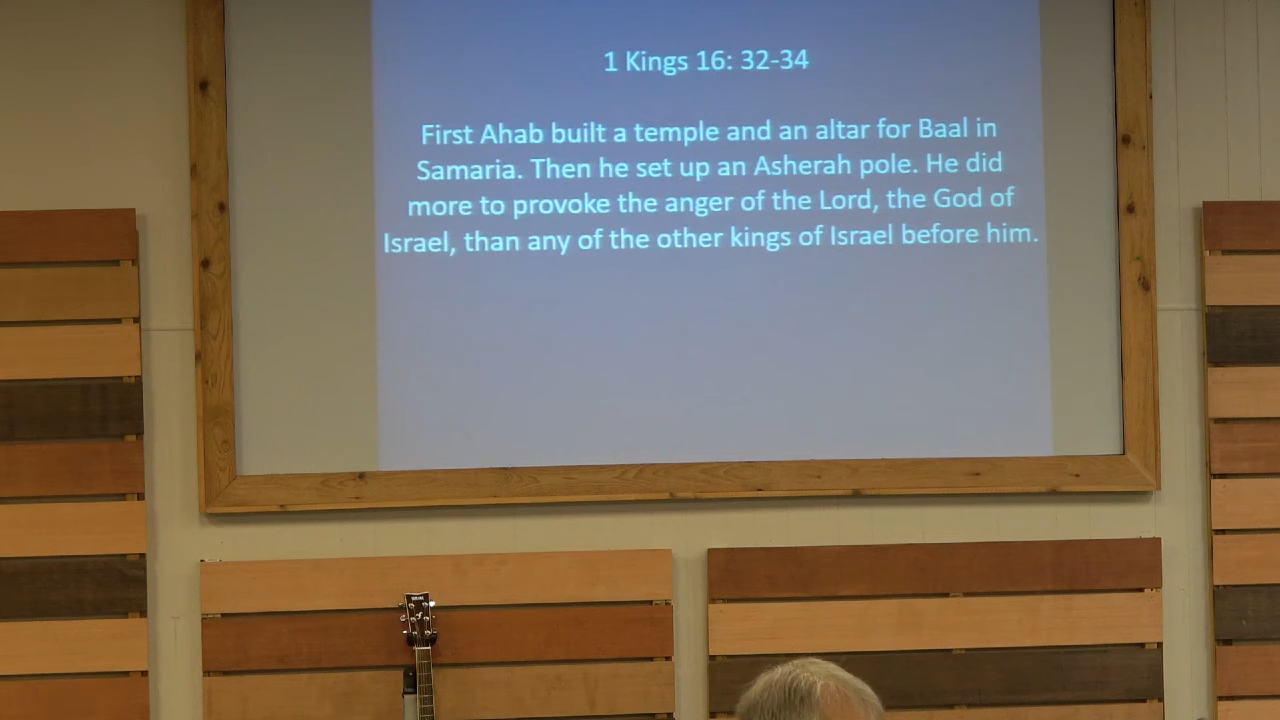 1 Kings 16: 32-34
First Ahab built a temple and an altar for Baal in
Samaria. Then he set up an Asherah pole. He did
more to provoke the anger of the Lord, the God of
Israel, than any of the other kings of Israel before him.
YAMAHA